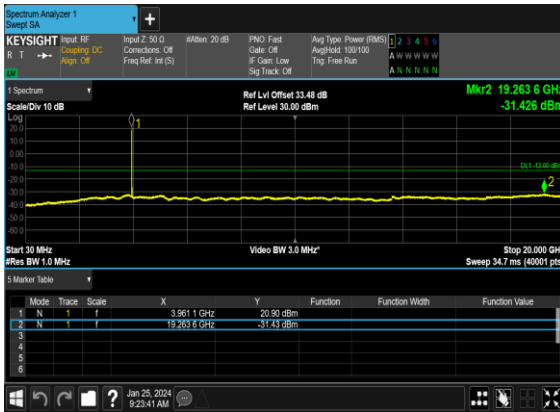 Spectrum Analyzer 1
Swept SA
+
KEYSIGHT Input: RF Input Z: 50 Ω #Atten: 20 dB PNO: Fast Avg Type: Power (RMS) 1 2 3 4 5 6
R T Coupling: DC Corrections: Off Gate: Off Avg|Hold: 100/100 A W W W W W
Align: Off Freq Ref: Int (S) IF Gain: Low Trig: Free Run
Sig Track: Off A N N N N N
1 Spectrum Ref Lvl Offset 33.48 dB Mkr2 19.263 6 GHz
Scale/Div 10 dB Ref Level 30.00 dBm -31.426 dBm
Log
20.0
10.0
0.00
-10.0
-20.0
-30.0
-40.0
-50.0
-60.0
1
DL1 -13.00 dBm
2
Start 30 MHz Video BW 3.0 MHz* Stop 20.000 GH
#Res BW 1.0 MHz Sweep 34.7 ms (40001 pts
5 Marker Table
Mode Trace Scale X Y Function Function Width Function Value
1 N 1 f 3.961 1 GHz 20.90 dBm
2 N 1 f 19.263 6 GHz -31.43 dBm
3
4
5
6
? Jan 25, 2024
9:23:41 AM